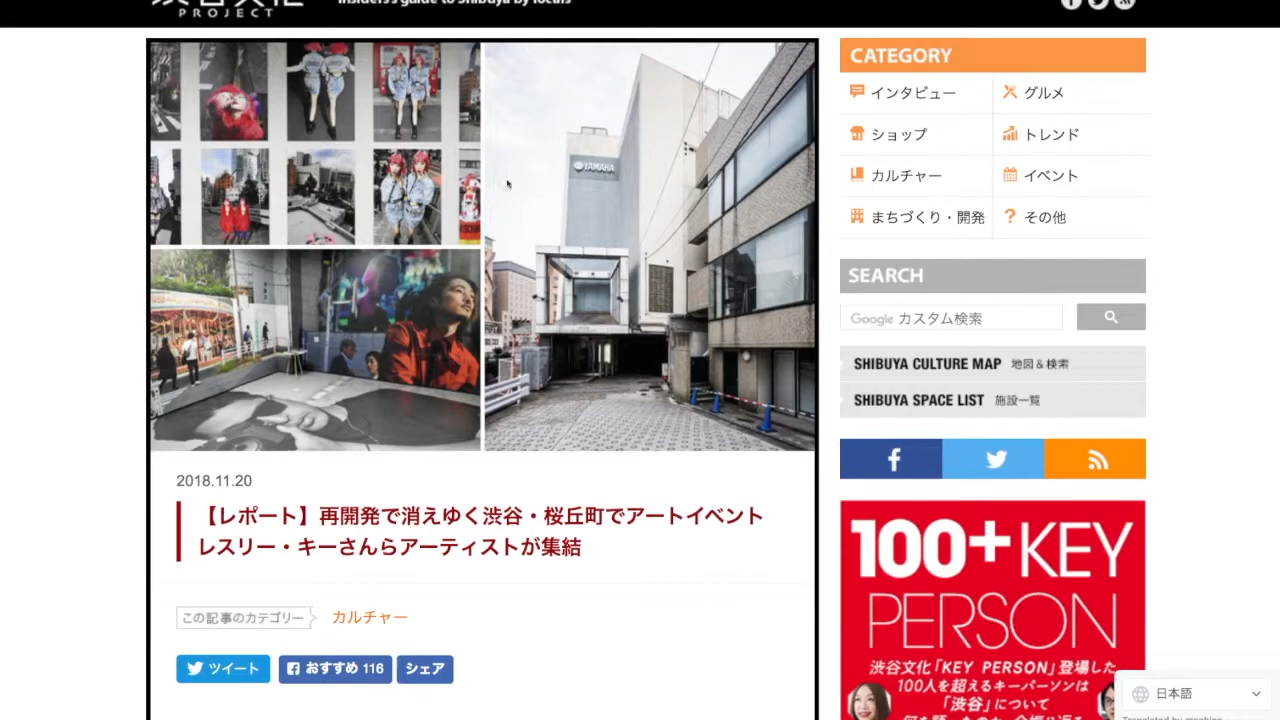 PROJECT
Insiders's guide to Shibuya by locals
YAMAHA
2018.11.20
【レポート】再開発で消えゆく渋谷・桜丘町でアートイベント
レスリー・キーさんらアーティストが集結
この記事のカテゴリー
カルチャー
ツイート
おすすめ 116
シェア
CATEGORY
インタビュー
グルメ
ショップ
トレンド
カルチャー
イベント
まちづくり・開発
その他
SEARCH
Google カスタム検索
SHIBUYA CULTURE MAP 地図＆検索
SHIBUYA SPACE LIST 施設一覧
100+KEY
PERSON
渋谷文化「KEY PERSON」登場した
100人を超えるキーパーソンは
「渋谷」について
日本語